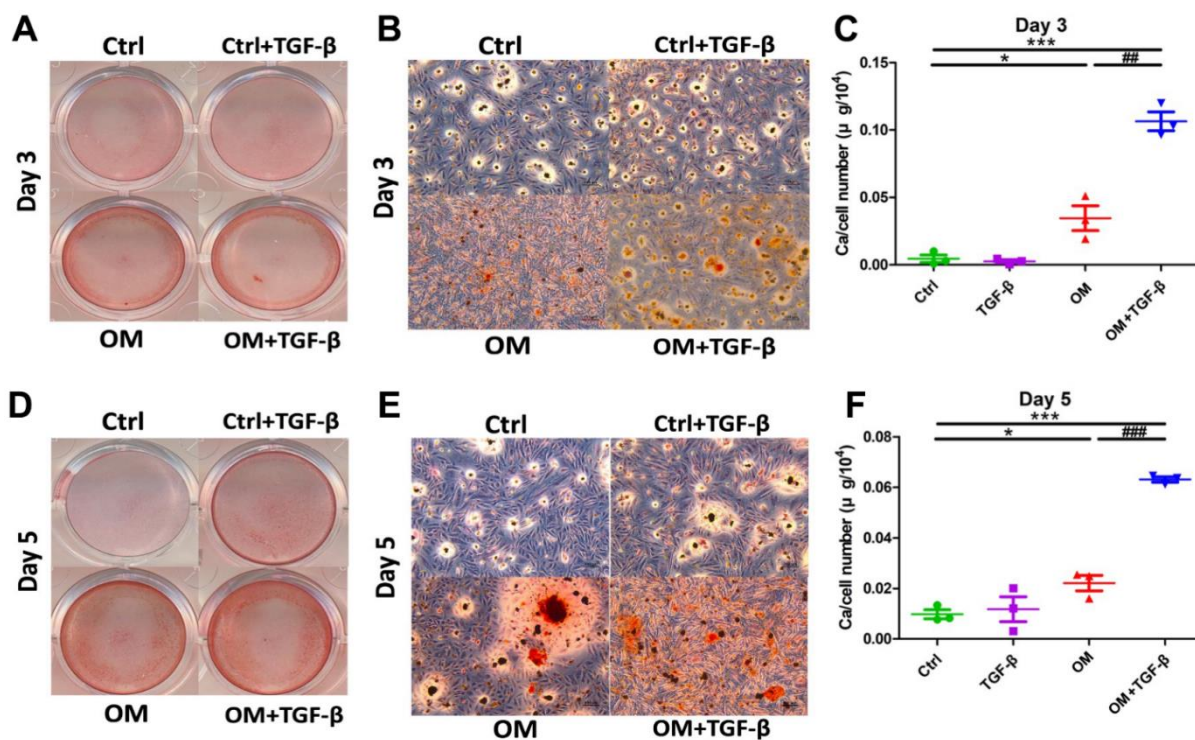 A
Ctrl
Ctrl+TGF-β
Day 3
OM
OM+TGF-β
B
Ctrl
Ctrl+TGF-β
Day 3
OM
OM+TGF-β
C
Day 3
***
*
##
Ca/cell number (μ g/10⁴)
0.15
0.10
0.05
0.00
Ctrl
TGF-β
OM
OM+TGF-β
D
Ctrl
Ctrl+TGF-β
Day 5
OM
OM+TGF-β
E
Ctrl
Ctrl+TGF-β
Day 5
OM
OM+TGF-β
F
Day 5
***
*
###
Ca/cell number (μ g/10⁴)
0.08
0.06
0.04
0.02
0.00
Ctrl
TGF-β
OM
OM+TGF-β